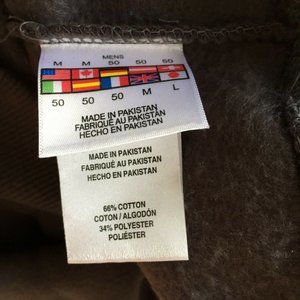 MENS
M M 50 50 50
50 50 50 M L
MADE IN PAKISTAN
FABRIQUÉ AU PAKISTAN
HECHO EN PAKISTAN
MADE IN PAKISTAN
FABRIQUÉ AU PAKISTAN
HECHO EN PAKISTAN
66% COTTON
COTON / ALGODÓN
34% POLYESTER
POLIÉSTER